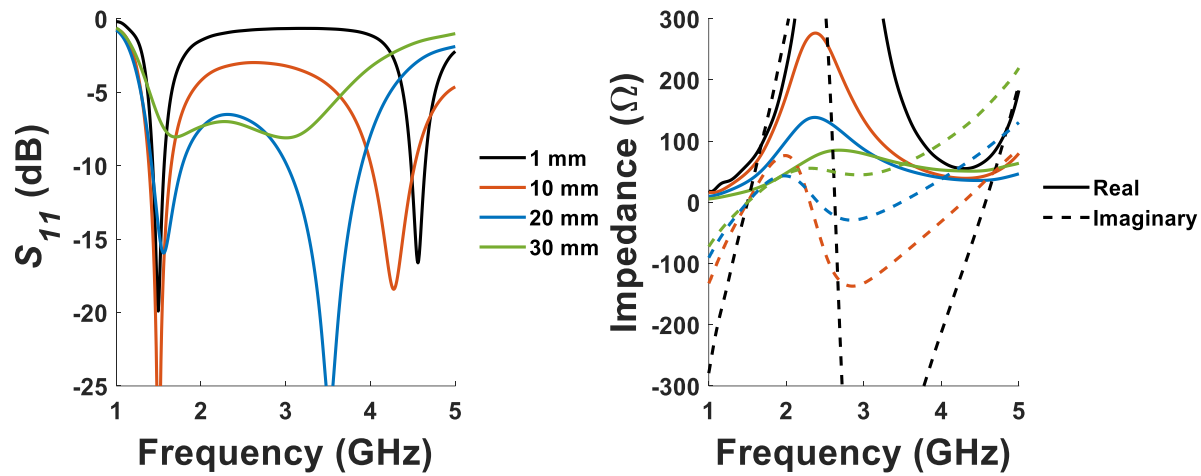 0
-5
-10
-15
-20
-25
1 2 3 4 5
Frequency (GHz)
S11 (dB)
1 mm
10 mm
20 mm
30 mm
300
200
100
0
-100
-200
-300
1 2 3 4 5
Frequency (GHz)
Impedance (Ω)
Real
Imaginary